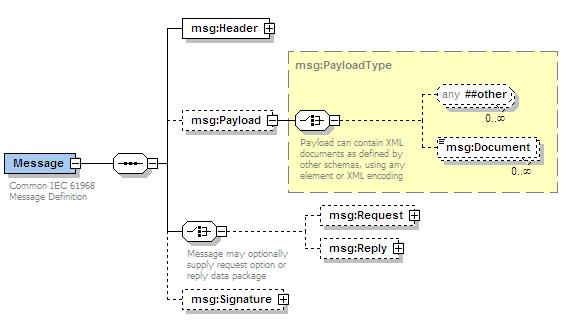 msg:Header
msg:PayloadType
any ##other
0..∞
msg:Payload
Payload can contain XML
documents as defined by
other schemas, using any
element or XML encoding
msg:Document
0..∞
Message
Common IEC 61968
Message Definition
msg:Request
msg:Reply
Message may optionally
supply request option or
reply data package
msg:Signature